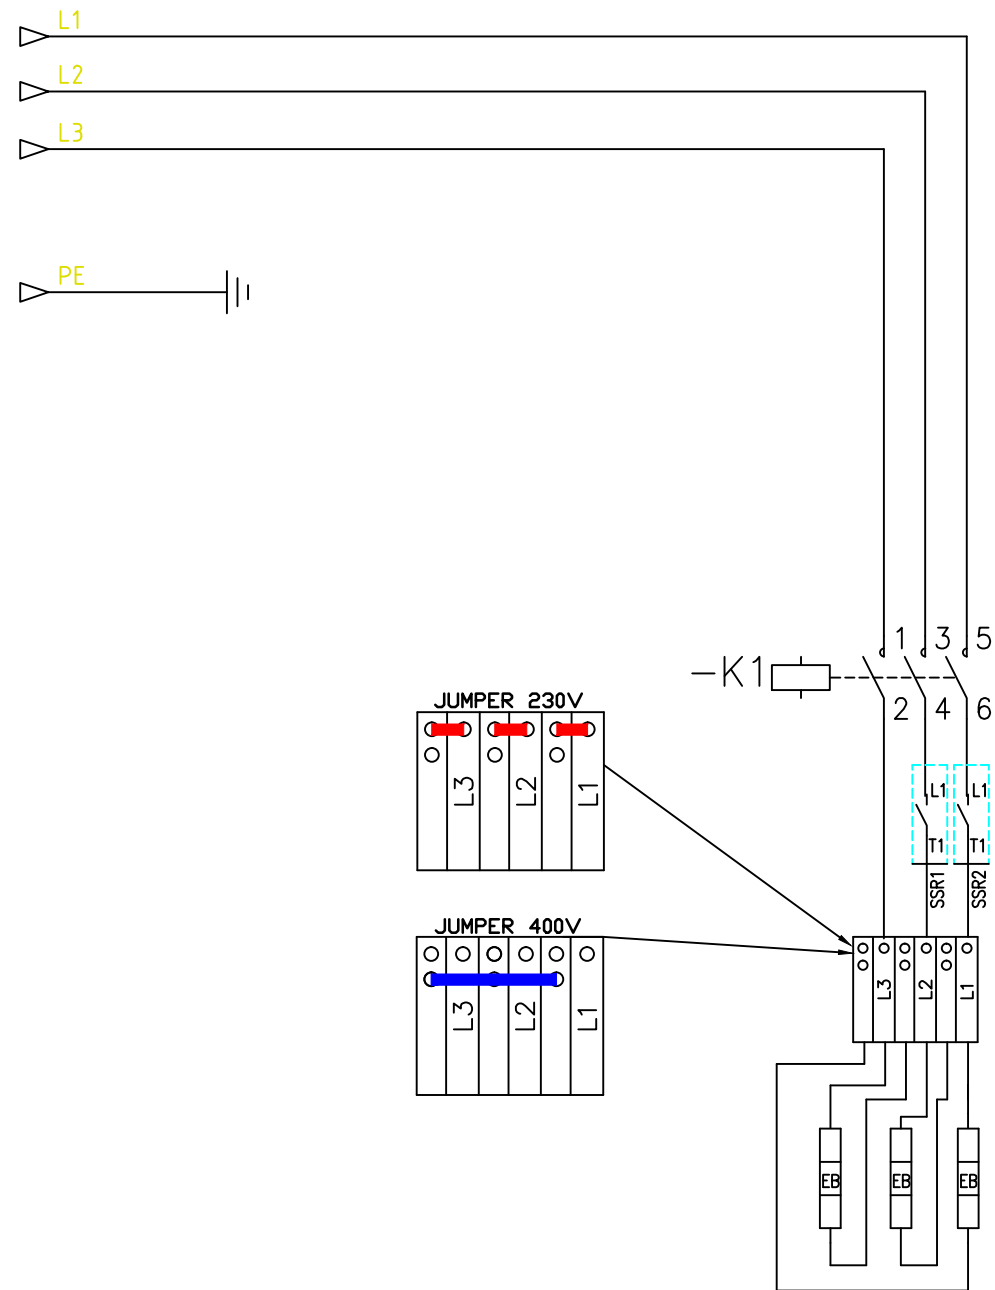 L1
L2
L3
PE
1 3 5
-K1
2 4 6
JUMPER 230V
L3 L2 L1
L1 L1
T1 T1
SSR1 SSR2
JUMPER 400V
L3 L2 L1
L3 L2 L1
EB EB EB